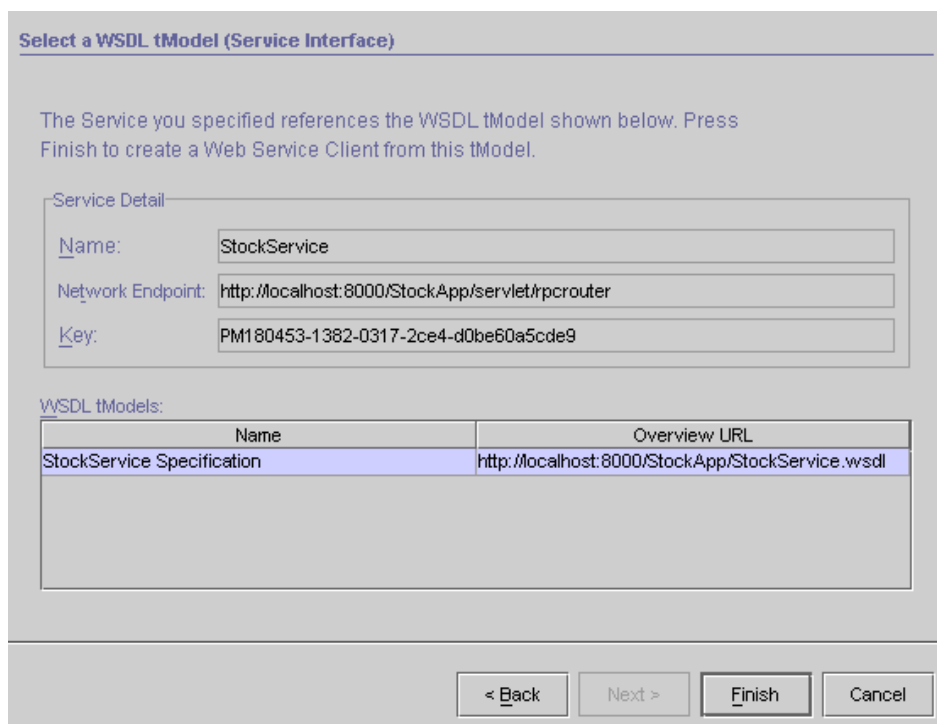 Select a WSDL tModel (Service Interface)
The Service you specified references the WSDL tModel shown below. Press
Finish to create a Web Service Client from this tModel.
Service Detail
Name: StockService
Network Endpoint: http://localhost:8000/StockApp/servlet/rpcrouter
Key: PM180453-1382-0317-2ce4-d0be60a5cde9
WSDL tModels:
Name Overview URL
StockService Specification http://localhost:8000/StockApp/StockService.wsdl
< Back Next > Finish Cancel